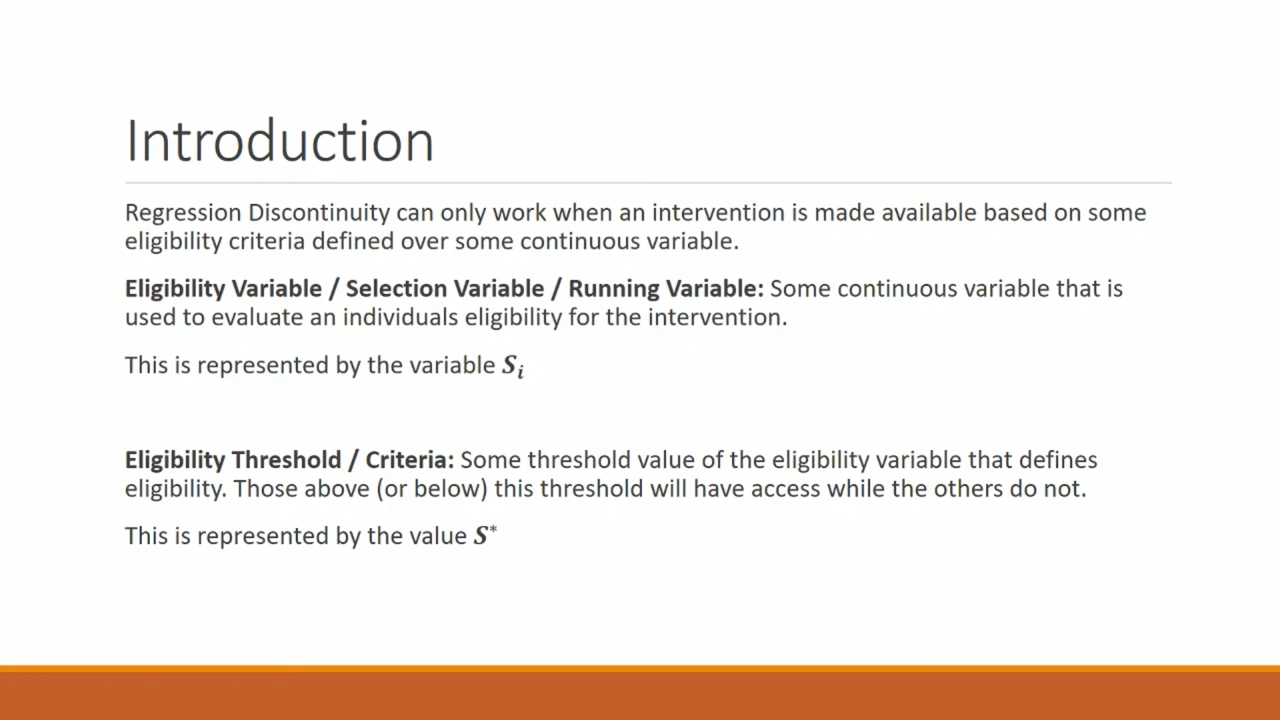 Introduction
Regression Discontinuity can only work when an intervention is made available based on some
eligibility criteria defined over some continuous variable.
Eligibility Variable / Selection Variable / Running Variable: Some continuous variable that is
used to evaluate an individuals eligibility for the intervention.
This is represented by the variable Sᵢ
Eligibility Threshold / Criteria: Some threshold value of the eligibility variable that defines
eligibility. Those above (or below) this threshold will have access while the others do not.
This is represented by the value S*